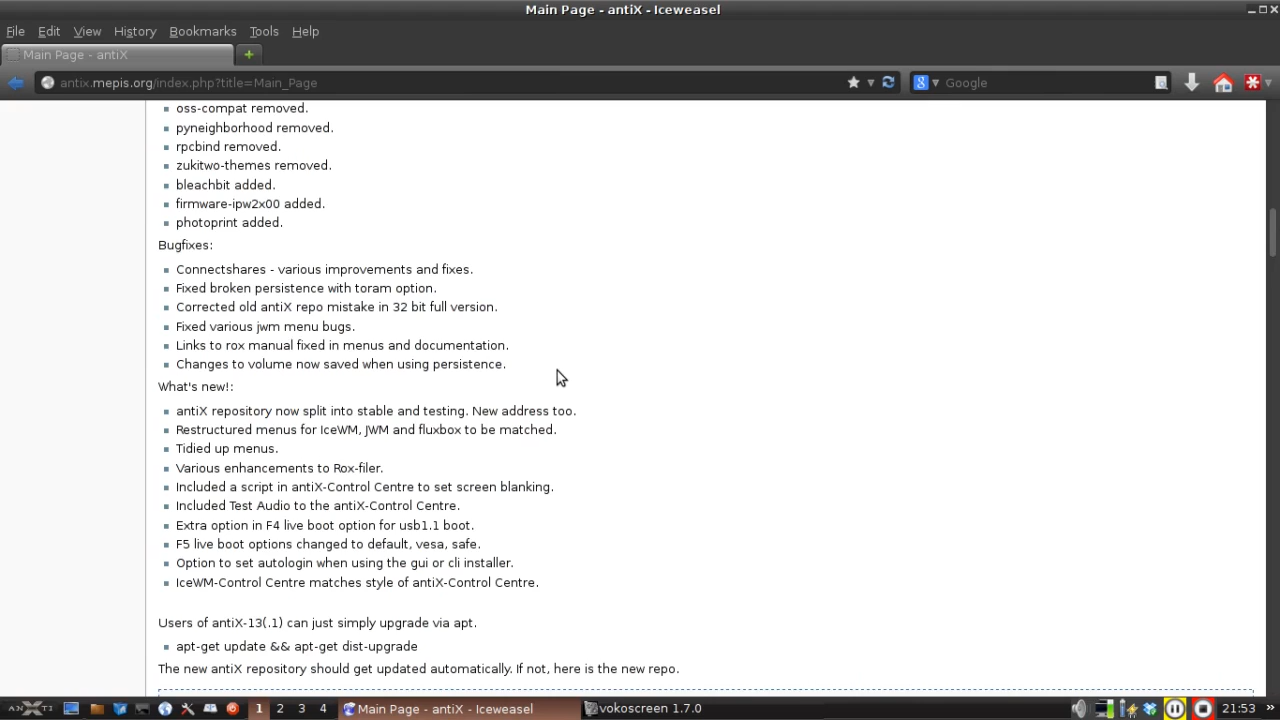 Main Page - antiX - Iceweasel
File Edit View History Bookmarks Tools Help
Main Page - antiX
antix.mepis.org/index.php?title=Main_Page
Google
oss-compat removed.
pyneighborhood removed.
rpcbind removed.
zukitwo-themes removed.
bleachbit added.
firmware-ipw2x00 added.
photoprint added.
Bugfixes:
Connectshares - various improvements and fixes.
Fixed broken persistence with toram option.
Corrected old antiX repo mistake in 32 bit full version.
Fixed various jwm menu bugs.
Links to rox manual fixed in menus and documentation.
Changes to volume now saved when using persistence.
What's new!:
antiX repository now split into stable and testing. New address too.
Restructured menus for IceWM, JWM and fluxbox to be matched.
Tidied up menus.
Various enhancements to Rox-filer.
Included a script in antiX-Control Centre to set screen blanking.
Included Test Audio to the antiX-Control Centre.
Extra option in F4 live boot option for usb1.1 boot.
F5 live boot options changed to default, vesa, safe.
Option to set autologin when using the gui or cli installer.
IceWM-Control Centre matches style of antiX-Control Centre.
Users of antiX-13(.1) can just simply upgrade via apt.
apt-get update && apt-get dist-upgrade
The new antiX repository should get updated automatically. If not, here is the new repo.
ANXTI 1 2 3 4 Main Page - antiX - Iceweasel vokoscreen 1.7.0 21:53